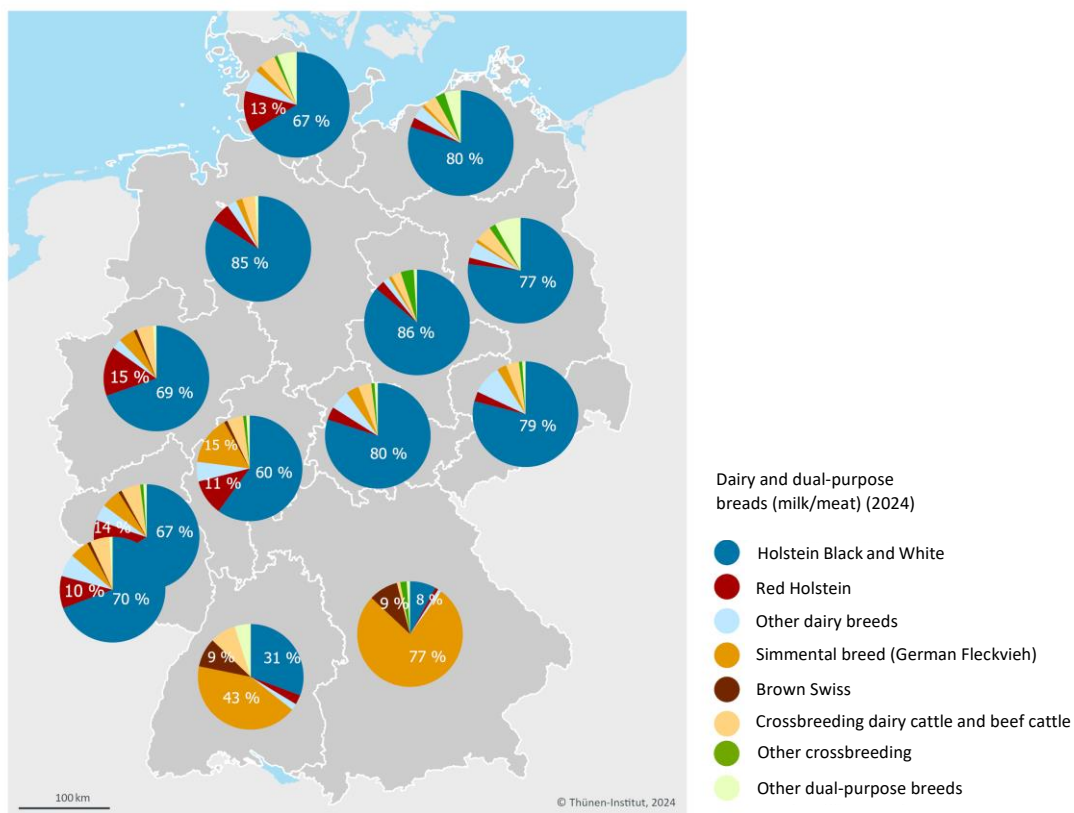 13 %
67 %
80 %
85 %
77 %
86 %
15 %
69 %
79 %
80 %
15 %
60 %
11 %
14 %
67 %
10 %
70 %
9 %
8 %
77 %
9 %
31 %
43 %
100 km
© Thünen-Institut, 2024
Dairy and dual-purpose
breads (milk/meat) (2024)
Holstein Black and White
Red Holstein
Other dairy breeds
Simmental breed (German Fleckvieh)
Brown Swiss
Crossbreeding dairy cattle and beef cattle
Other crossbreeding
Other dual-purpose breeds